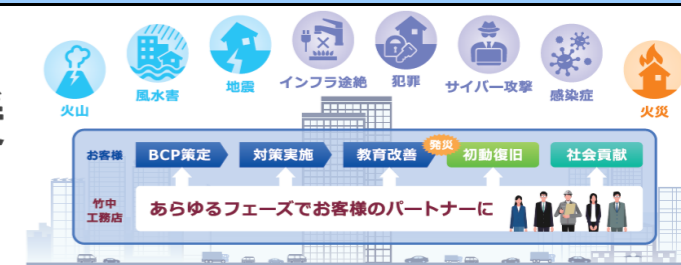 火山
風水害
地震
インフラ途絶
犯罪
サイバー攻撃
感染症
火災
お客様
BCP策定
対策実施
教育改善
発災
初動復旧
社会貢献
竹中
工務店
あらゆるフェーズでお客様のパートナーに